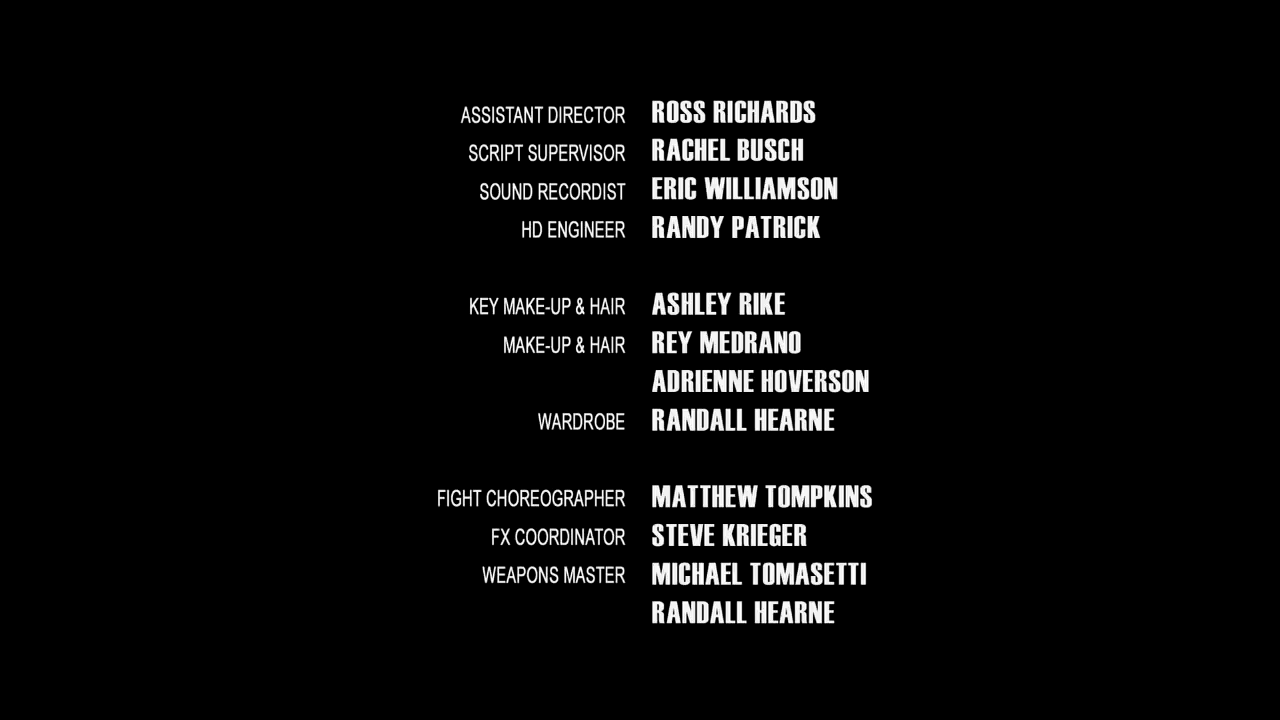 ASSISTANT DIRECTOR ROSS RICHARDS
SCRIPT SUPERVISOR RACHEL BUSCH
SOUND RECORDIST ERIC WILLIAMSON
HD ENGINEER RANDY PATRICK
KEY MAKE-UP & HAIR ASHLEY RIKE
MAKE-UP & HAIR REY MEDRANO
ADRIENNE HOVERSON
WARDROBE RANDALL HEARNE
FIGHT CHOREOGRAPHER MATTHEW TOMPKINS
FX COORDINATOR STEVE KRIEGER
WEAPONS MASTER MICHAEL TOMASETTI
RANDALL HEARNE